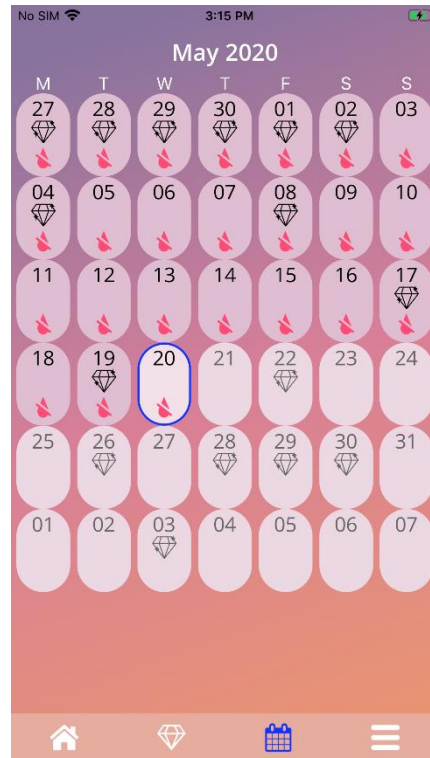 No SIM 3:15 PM
May 2020
M T W T F S S
27 28 29 30 01 02 03
04 05 06 07 08 09 10
11 12 13 14 15 16 17
18 19 20 21 22 23 24
25 26 27 28 29 30 31
01 02 03 04 05 06 07